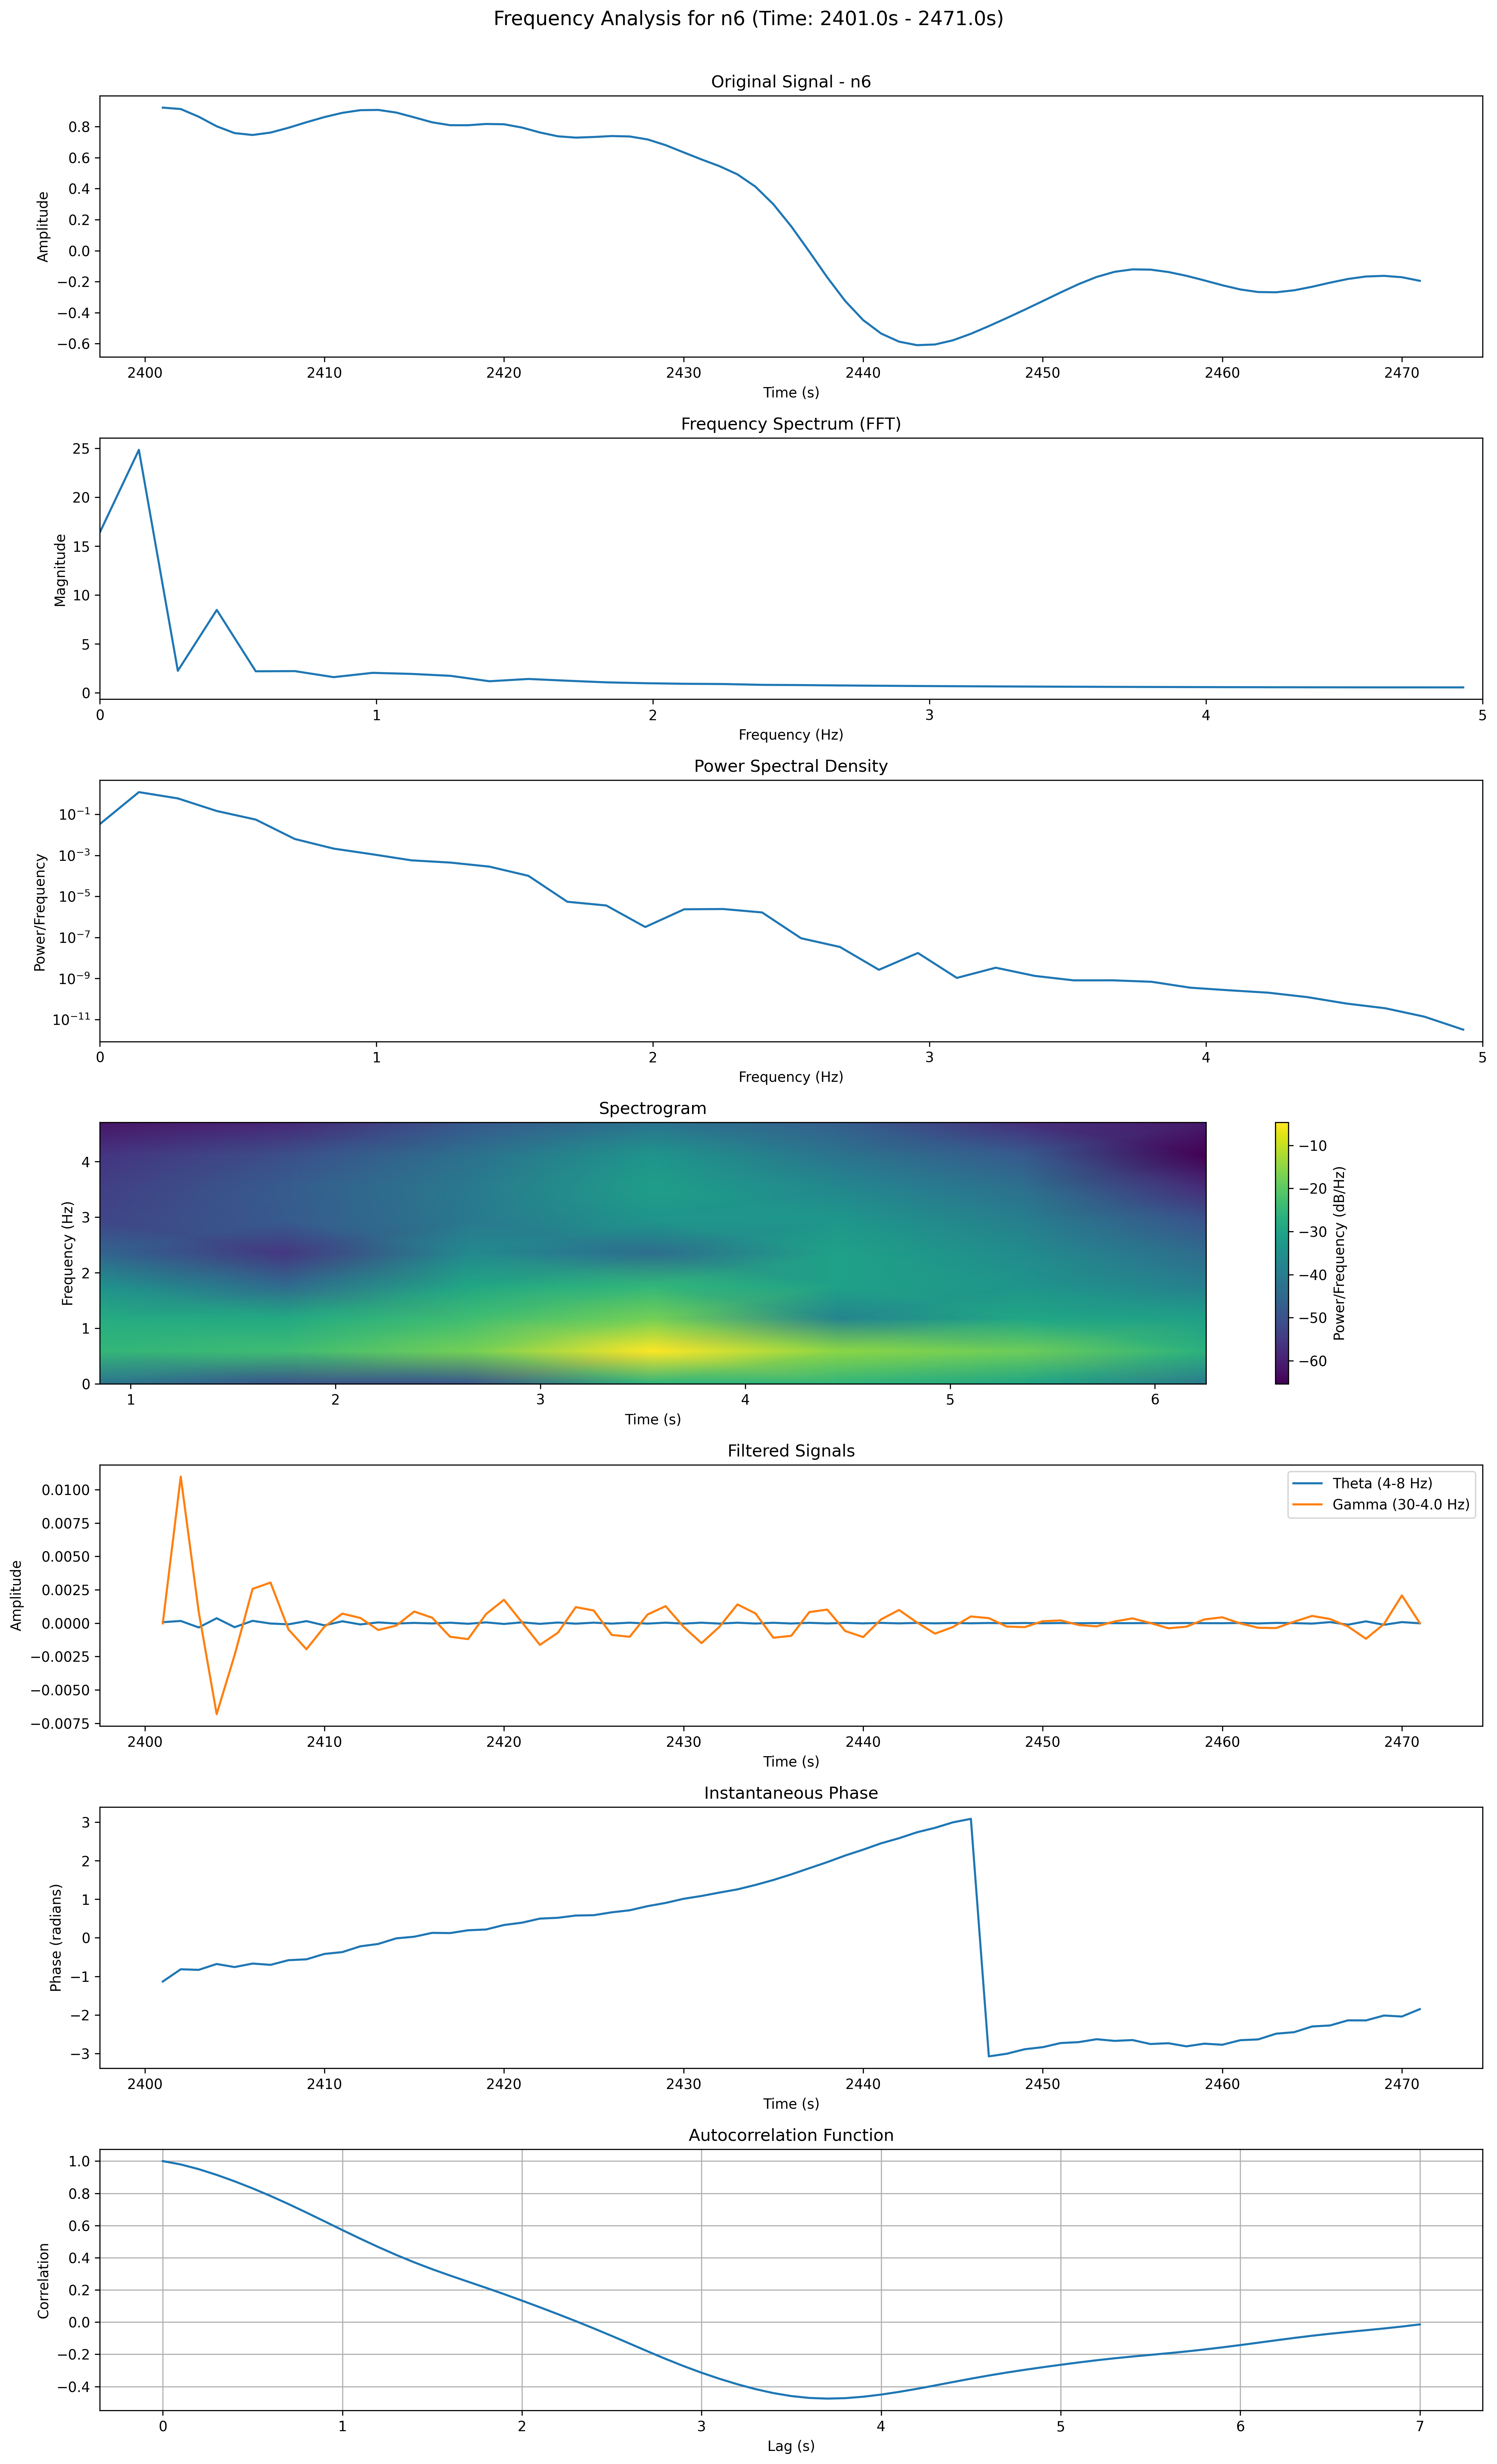 Frequency Analysis for n6 (Time: 2401.0s - 2471.0s)
Original Signal - n6
Amplitude
0.8
0.6
0.4
0.2
0.0
−0.2
−0.4
−0.6
2400 2410 2420 2430 2440 2450 2460 2470
Time (s)
Frequency Spectrum (FFT)
Magnitude
25
20
15
10
5
0
0 1 2 3 4 5
Frequency (Hz)
Power Spectral Density
Power/Frequency
10⁻¹
10⁻³
10⁻⁵
10⁻⁷
10⁻⁹
10⁻¹¹
0 1 2 3 4 5
Frequency (Hz)
Spectrogram
Frequency (Hz)
4
3
2
1
0
1 2 3 4 5 6
Time (s)
−10
−20
−30
−40
−50
−60
Power/Frequency (dB/Hz)
Filtered Signals
Amplitude
0.0100
0.0075
0.0050
0.0025
0.0000
−0.0025
−0.0050
−0.0075
Theta (4-8 Hz)
Gamma (30-4.0 Hz)
2400 2410 2420 2430 2440 2450 2460 2470
Time (s)
Instantaneous Phase
Phase (radians)
3
2
1
0
−1
−2
−3
2400 2410 2420 2430 2440 2450 2460 2470
Time (s)
Autocorrelation Function
Correlation
1.0
0.8
0.6
0.4
0.2
0.0
−0.2
−0.4
0 1 2 3 4 5 6 7
Lag (s)